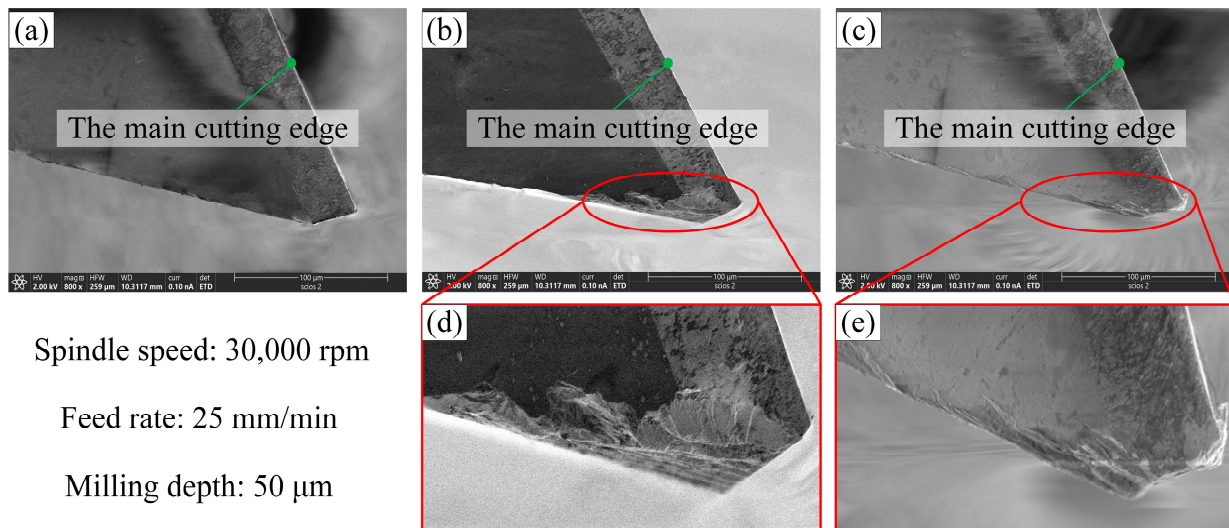 (a)
The main cutting edge
HV mag HFW WD curr det 100 μm
2.00 kV 800 x 259 μm 10.3117 mm 0.10 nA ETD scios 2
(b)
The main cutting edge
HV mag HFW WD curr det 100 μm
2.00 kV 800 x 259 μm 10.3117 mm 0.10 nA ETD scios 2
(c)
The main cutting edge
HV mag HFW WD curr det 100 μm
2.00 kV 800 x 259 μm 10.3117 mm 0.10 nA ETD scios 2
Spindle speed: 30,000 rpm
Feed rate: 25 mm/min
Milling depth: 50 μm
(d)
(e)